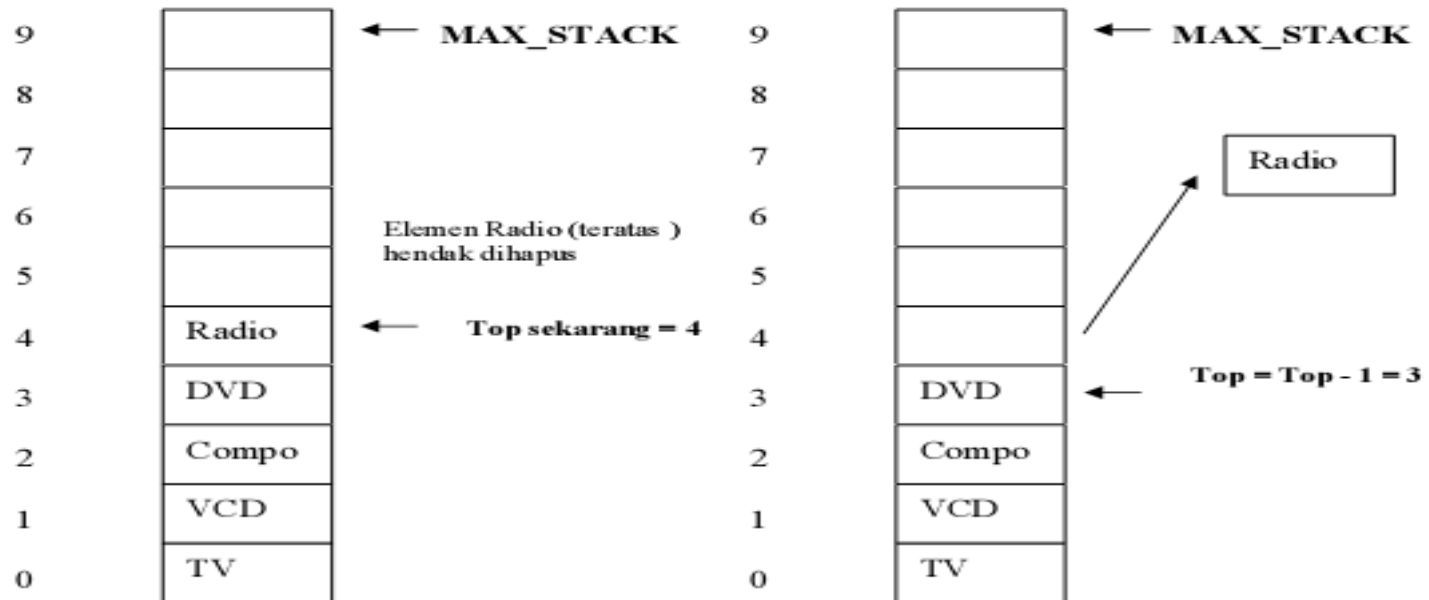 9 MAX_STACK
8
7
6
Elemen Radio (teratas )
hendak dihapus
5
4 Radio Top sekarang = 4
3 DVD
2 Compo
1 VCD
0 TV
9 MAX_STACK
8
7 Radio
6
5
4
Top = Top - 1 = 3
3 DVD
2 Compo
1 VCD
0 TV